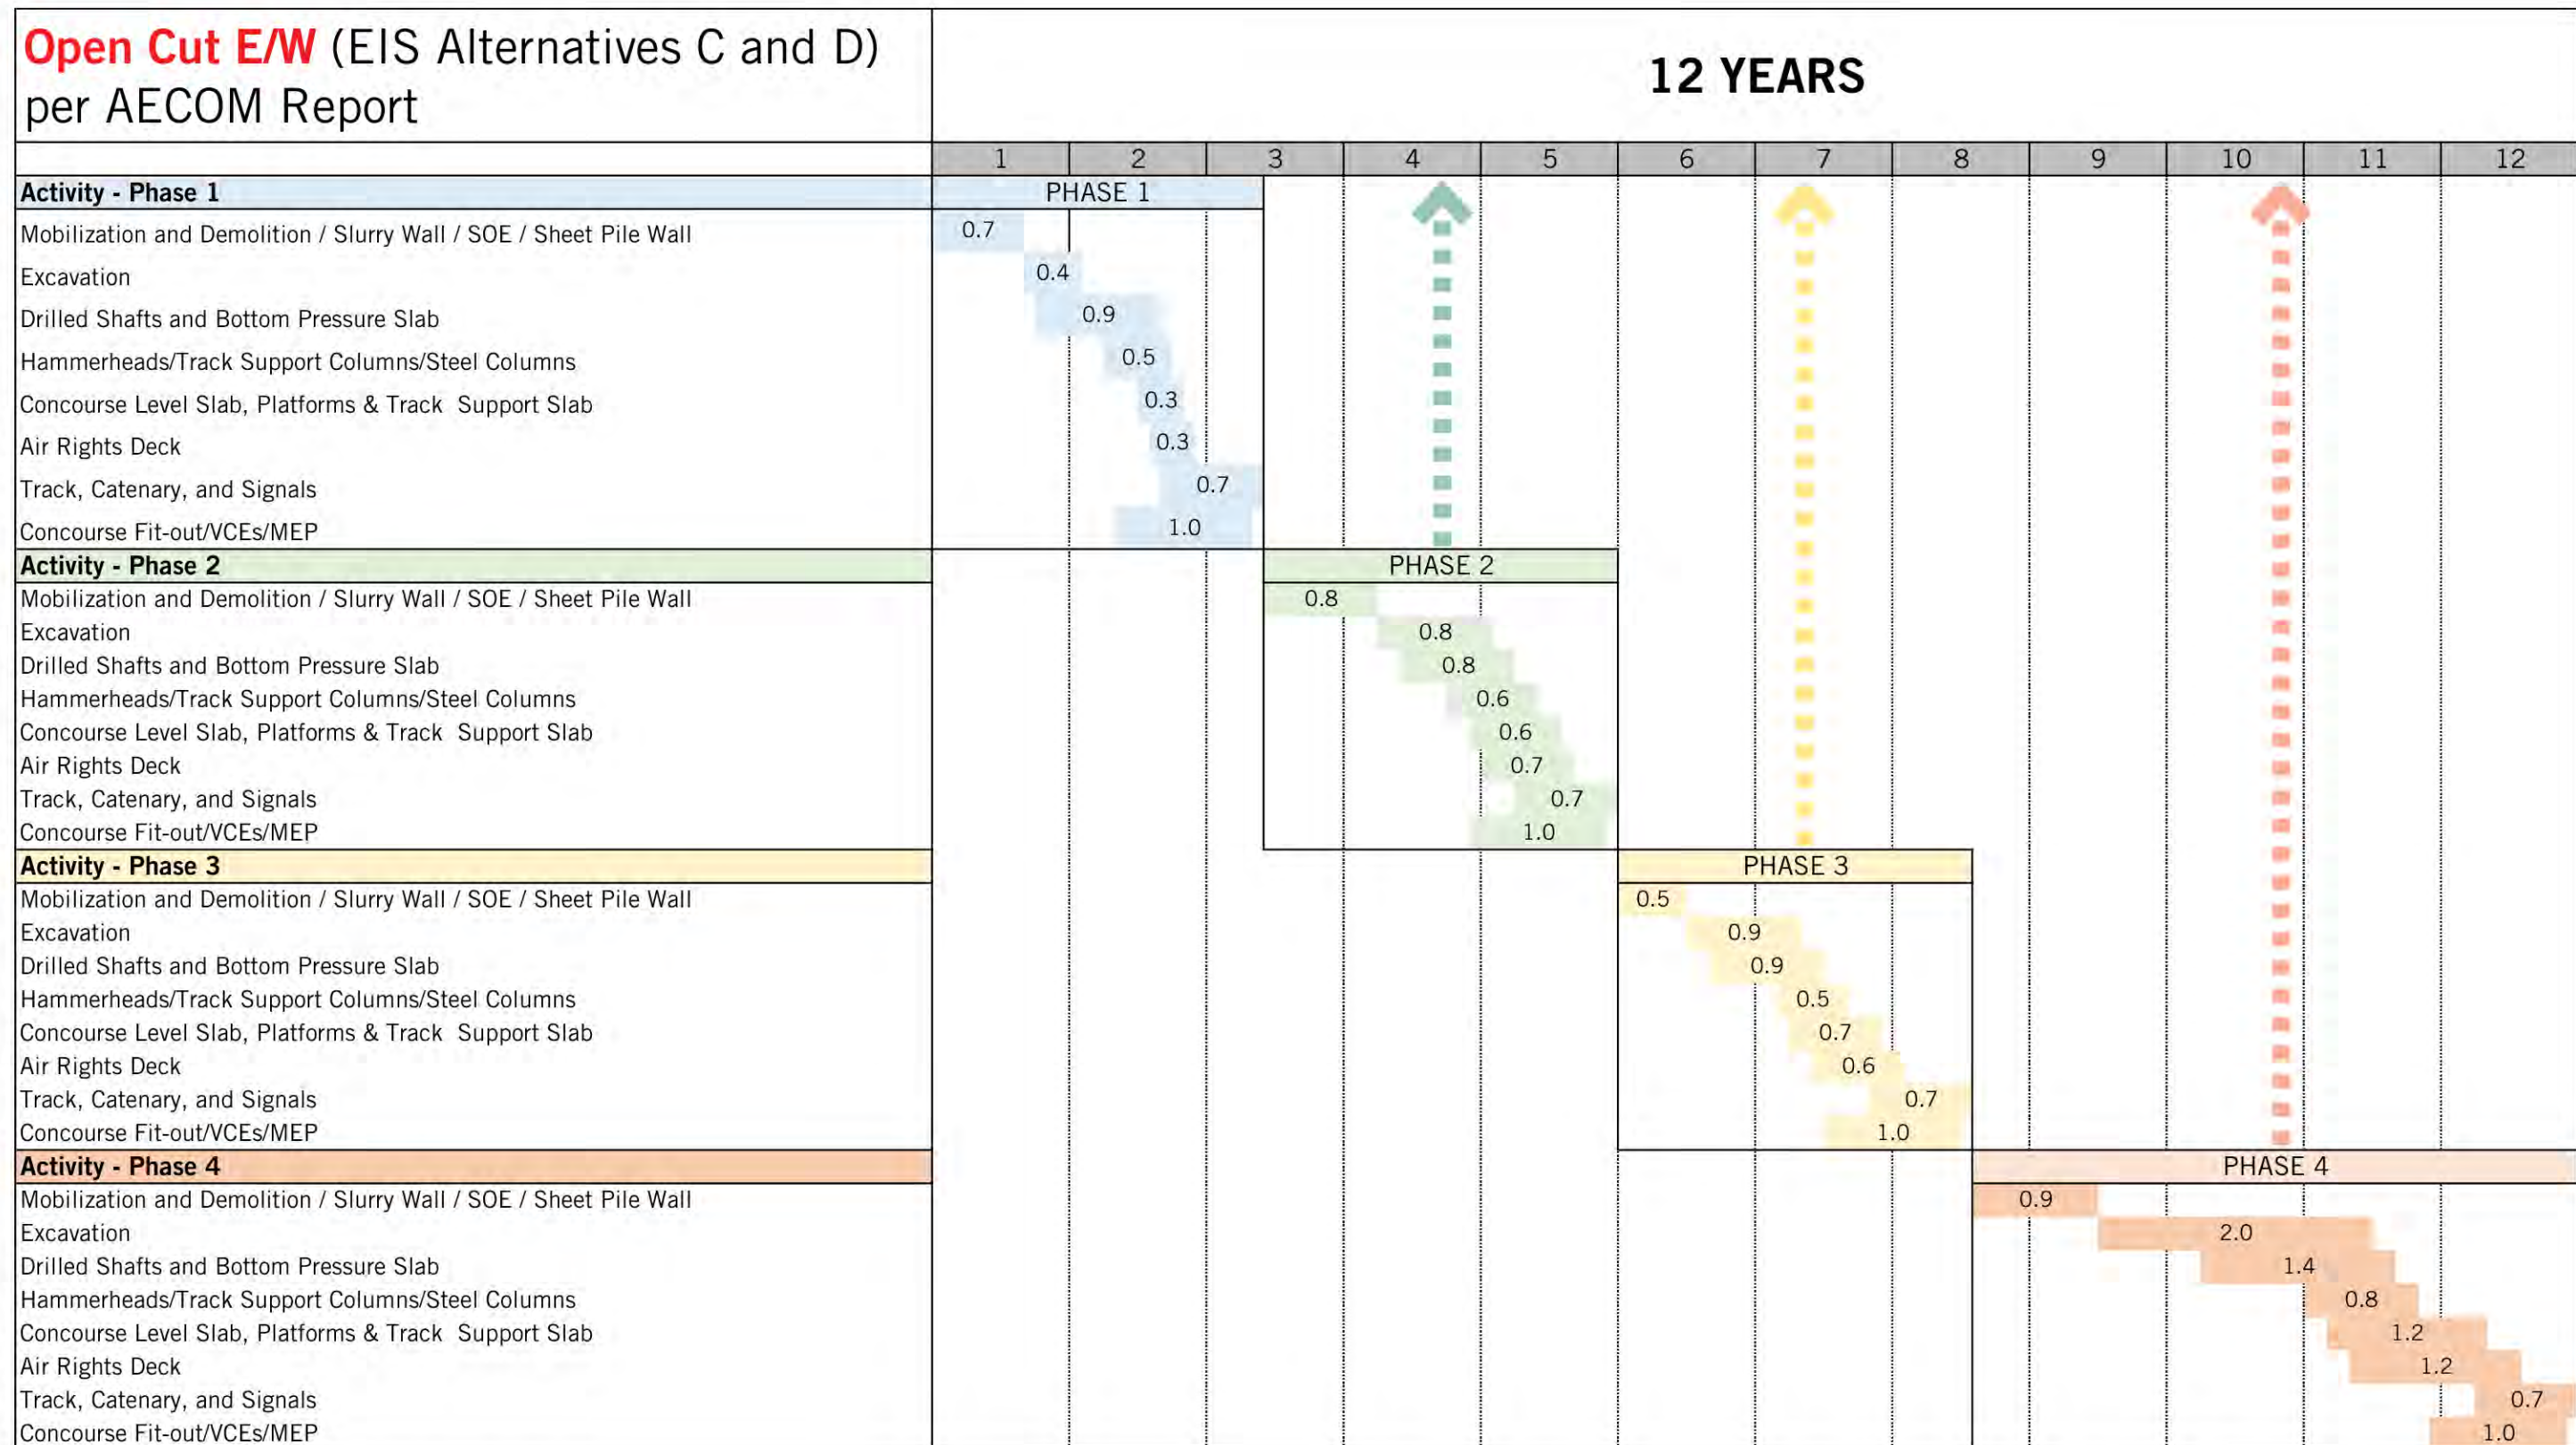 Open Cut E/W (EIS Alternatives C and D)
per AECOM Report
12 YEARS
1 2 3 4 5 6 7 8 9 10 11 12
Activity - Phase 1 PHASE 1
Mobilization and Demolition / Slurry Wall / SOE / Sheet Pile Wall 0.7
Excavation 0.4
Drilled Shafts and Bottom Pressure Slab 0.9
Hammerheads/Track Support Columns/Steel Columns 0.5
Concourse Level Slab, Platforms & Track Support Slab 0.3
Air Rights Deck 0.3
Track, Catenary, and Signals 0.7
Concourse Fit-out/VCEs/MEP 1.0
Activity - Phase 2 PHASE 2
Mobilization and Demolition / Slurry Wall / SOE / Sheet Pile Wall 0.8
Excavation 0.8
Drilled Shafts and Bottom Pressure Slab 0.8
Hammerheads/Track Support Columns/Steel Columns 0.6
Concourse Level Slab, Platforms & Track Support Slab 0.6
Air Rights Deck 0.7
Track, Catenary, and Signals 0.7
Concourse Fit-out/VCEs/MEP 1.0
Activity - Phase 3 PHASE 3
Mobilization and Demolition / Slurry Wall / SOE / Sheet Pile Wall 0.5
Excavation 0.9
Drilled Shafts and Bottom Pressure Slab 0.9
Hammerheads/Track Support Columns/Steel Columns 0.5
Concourse Level Slab, Platforms & Track Support Slab 0.7
Air Rights Deck 0.6
Track, Catenary, and Signals 0.7
Concourse Fit-out/VCEs/MEP 1.0
Activity - Phase 4 PHASE 4
Mobilization and Demolition / Slurry Wall / SOE / Sheet Pile Wall 0.9
Excavation 2.0
Drilled Shafts and Bottom Pressure Slab 1.4
Hammerheads/Track Support Columns/Steel Columns 0.8
Concourse Level Slab, Platforms & Track Support Slab 1.2
Air Rights Deck 1.2
Track, Catenary, and Signals 0.7
Concourse Fit-out/VCEs/MEP 1.0